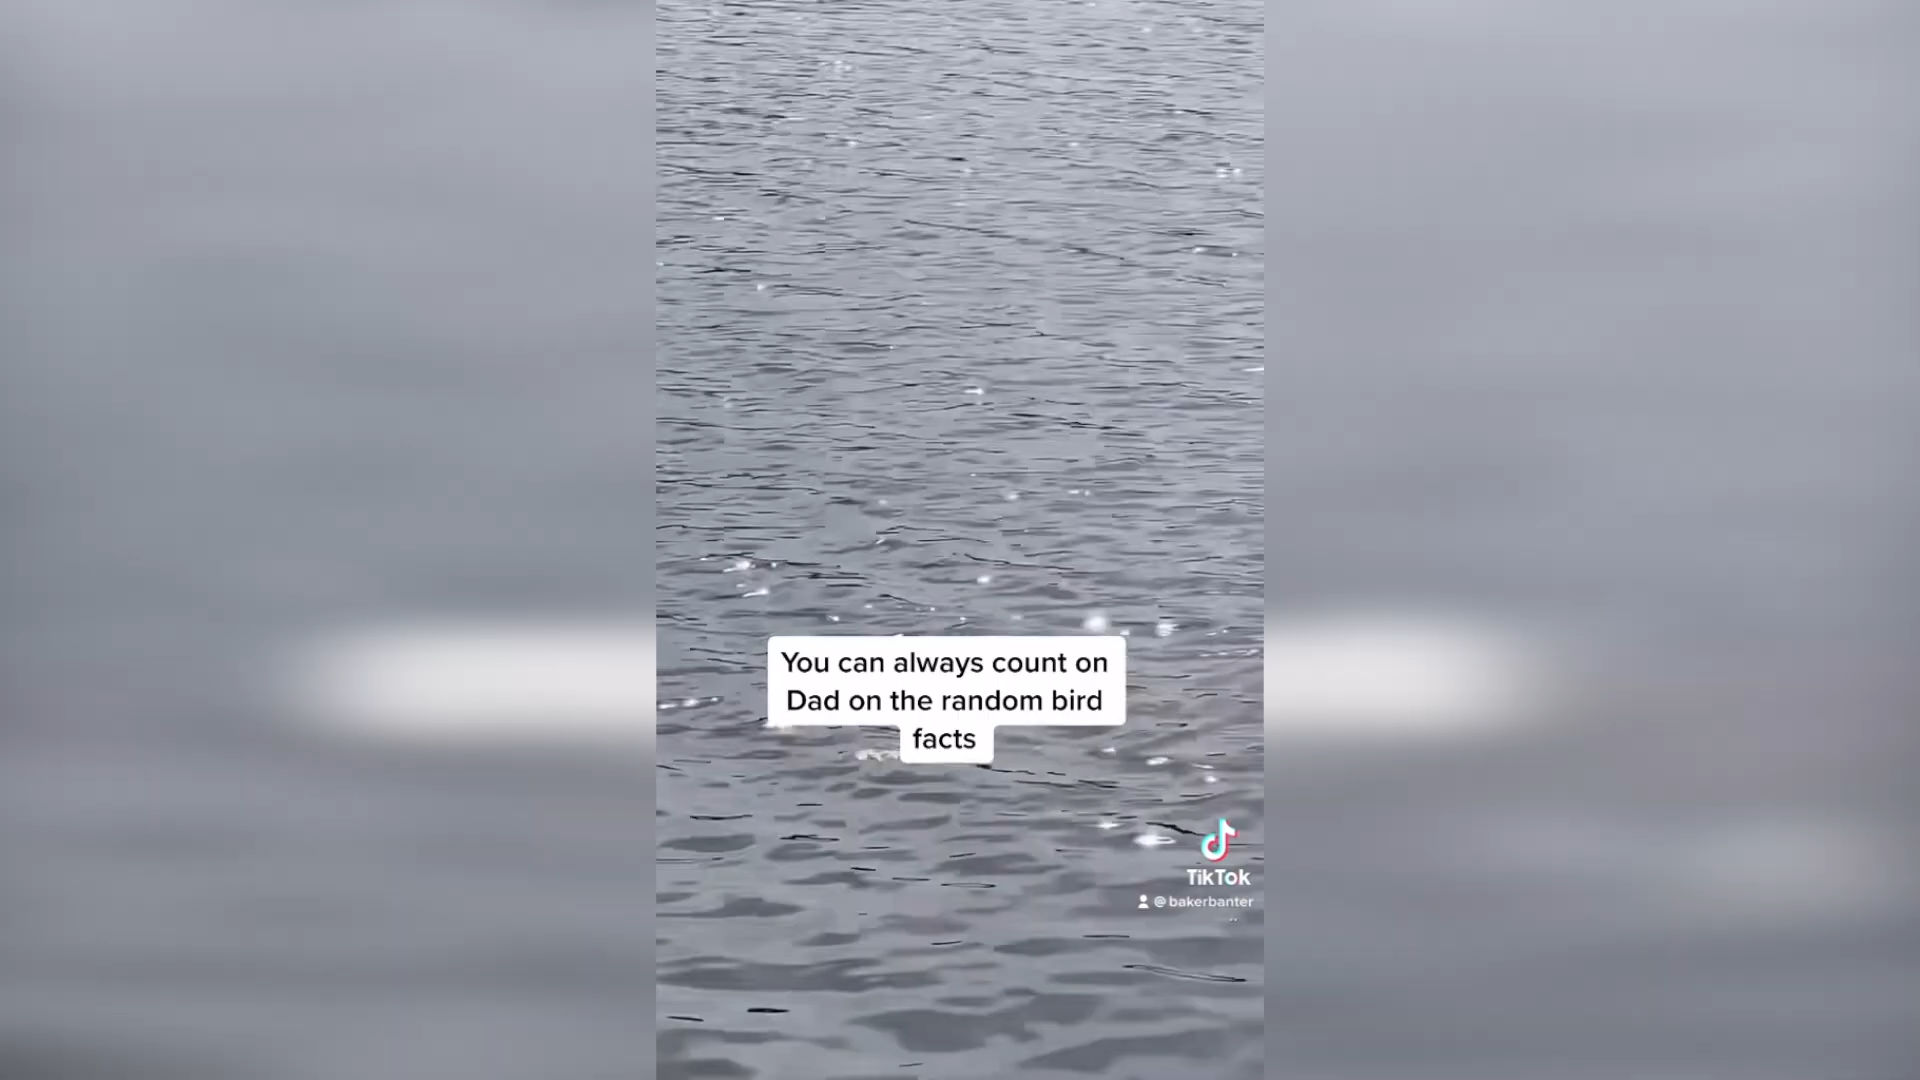 You can always count on
Dad on the random bird
facts
TikTok
@bakerbanter